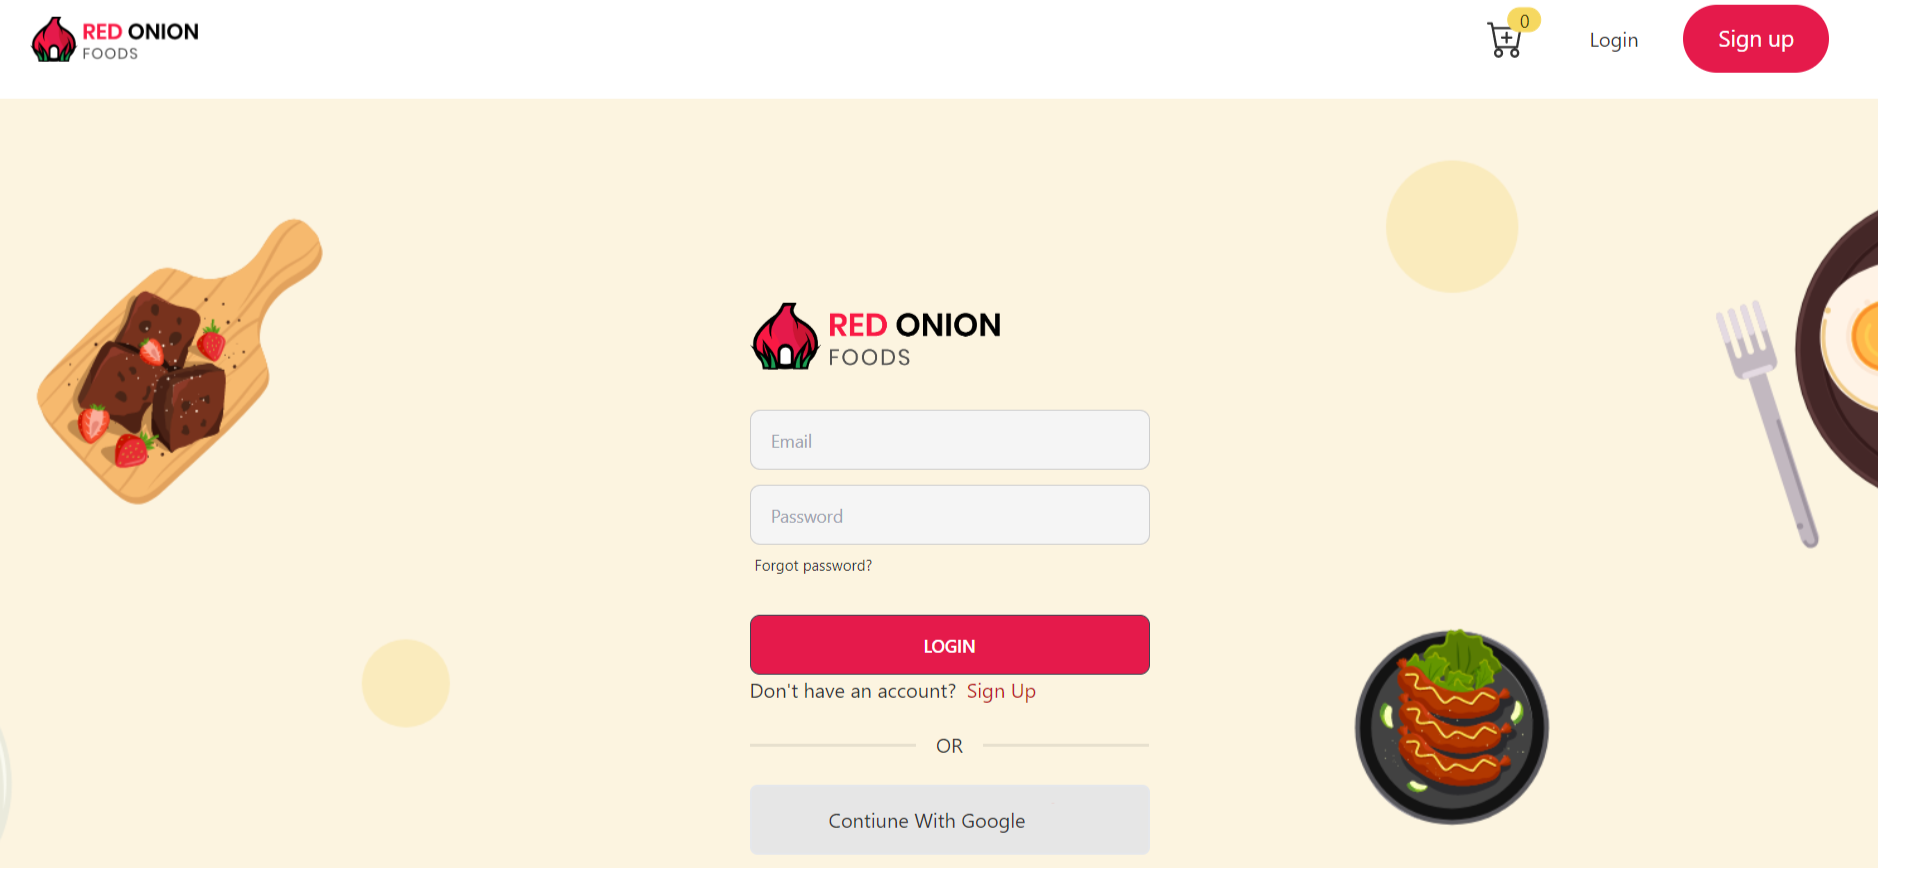 RED ONION
FOODS
0
Login
Sign up
RED ONION
FOODS
Email
Password
Forgot password?
LOGIN
Don't have an account? Sign Up
OR
Contiune With Google